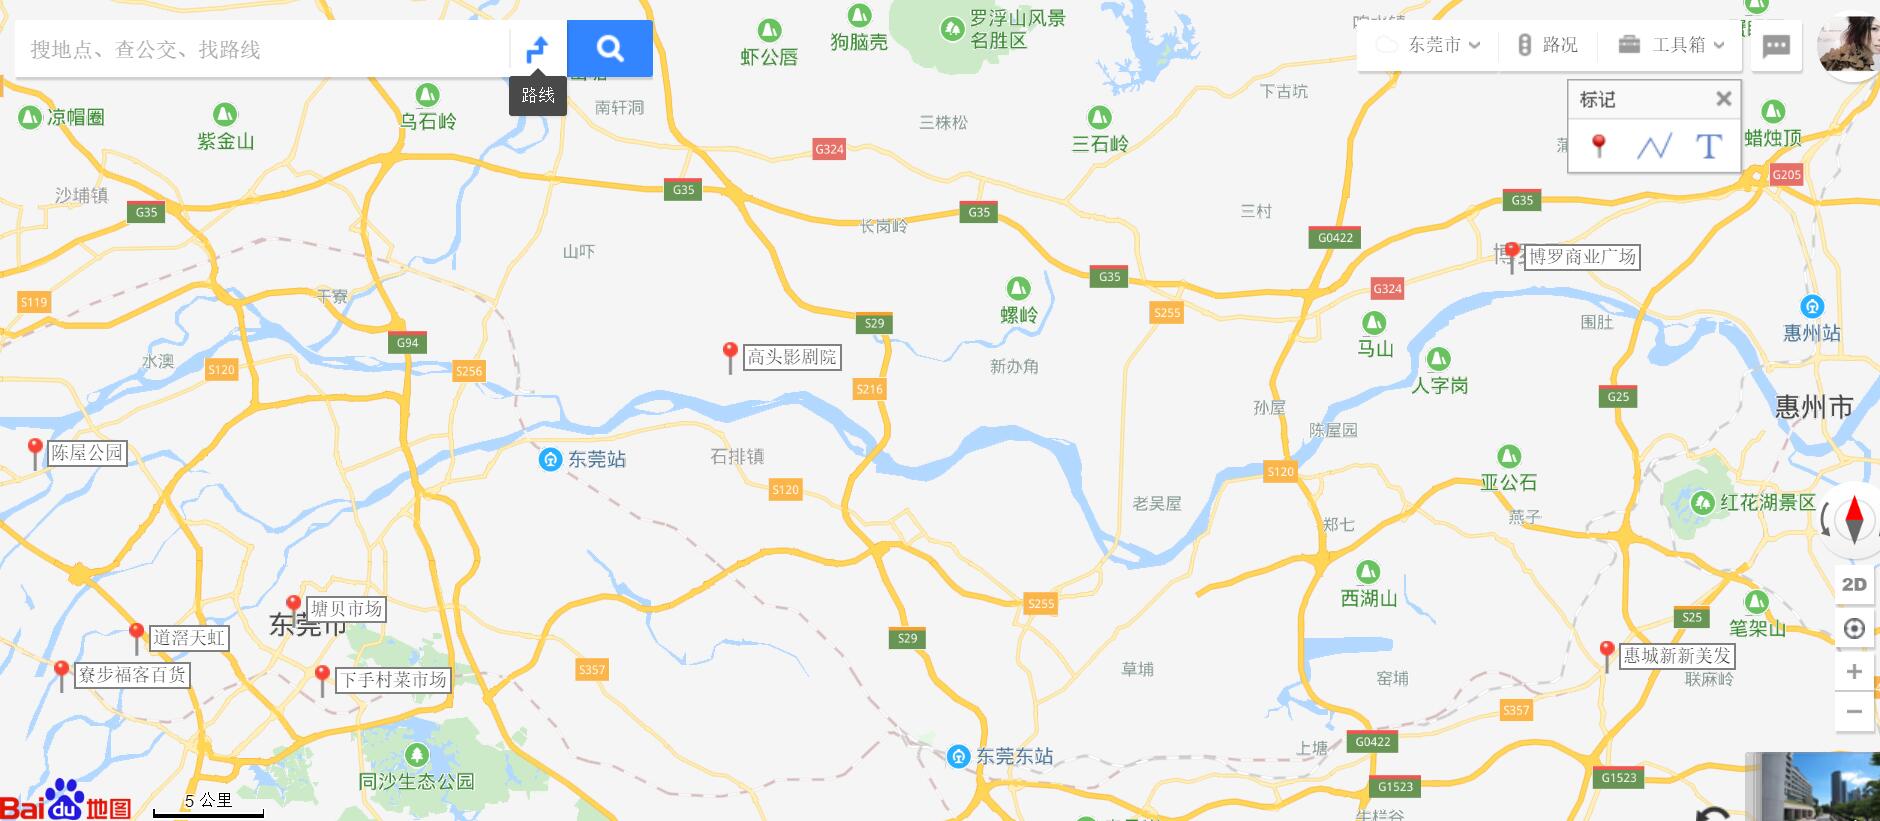 罗浮山风景
名胜区
虾公唇
狗脑壳
搜地点、查公交、找路线
东莞市
路况
工具箱
路线
标记
T
下古坑
凉帽圈
紫金山
乌石岭
南轩洞
三株松
三石岭
蜡烛顶
G324
G205
沙埔镇
G35
G35
G35
G35
三村
长岗岭
G0422
山吓
博罗商业广场
G35
G324
S119
干寮
螺岭
S255
惠州站
围肚
S29
马山
G94
水澳
高头影剧院
新办角
S120
S256
S216
人字岗
G25
孙屋
惠州市
陈屋园
陈屋公园
东莞站
石排镇
S120
亚公石
S120
老吴屋
红花湖景区
燕子
郑七
西湖山
2D
塘贝市场
东莞市
S255
S25
笔架山
道滘天虹
S29
惠城新新美发
寮步福客百货
下手村菜市场
S357
草埔
窑埔
联麻岭
S357
G0422
上塘
东莞东站
同沙生态公园
G1523
G1523
5 公里
Bai du 地图
牛栏谷